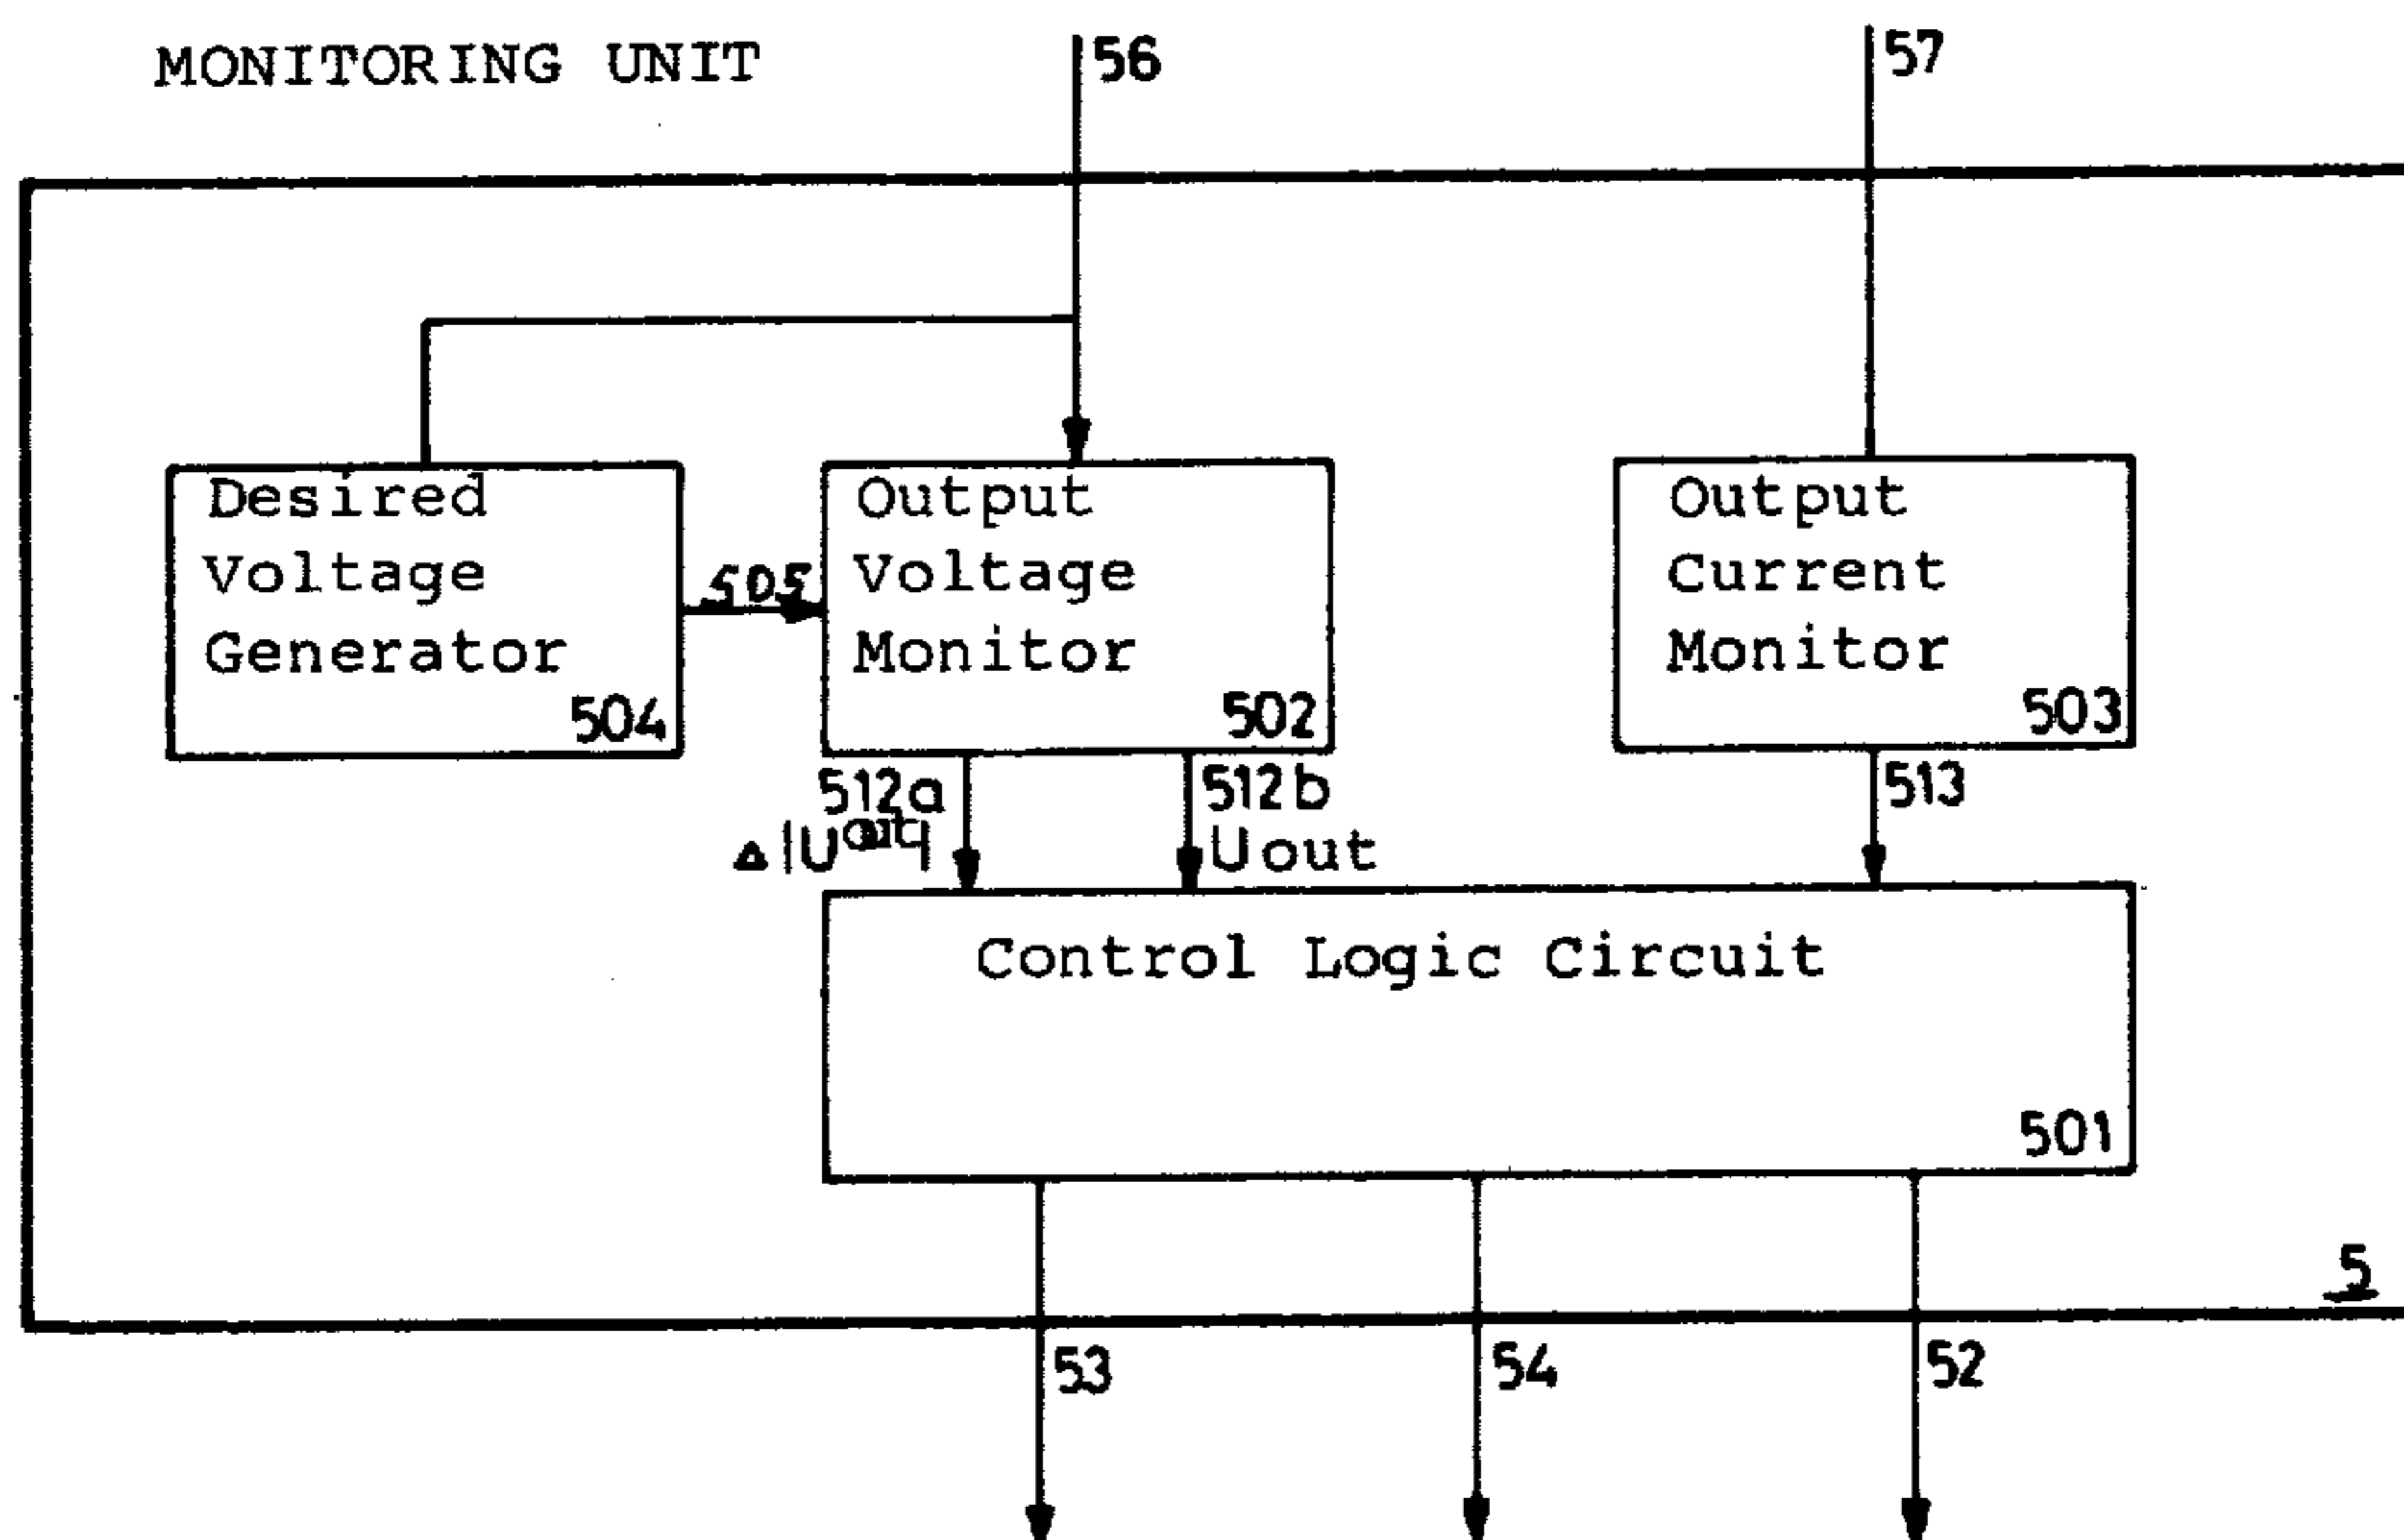 MONITORING UNIT
56
57
Desired
Voltage
Generator
504
505
Output
Voltage
Monitor
502
Output
Current
Monitor
503
512a
Δ|Uout|
512b
Uout
513
Control Logic Circuit
501
5
53
54
52